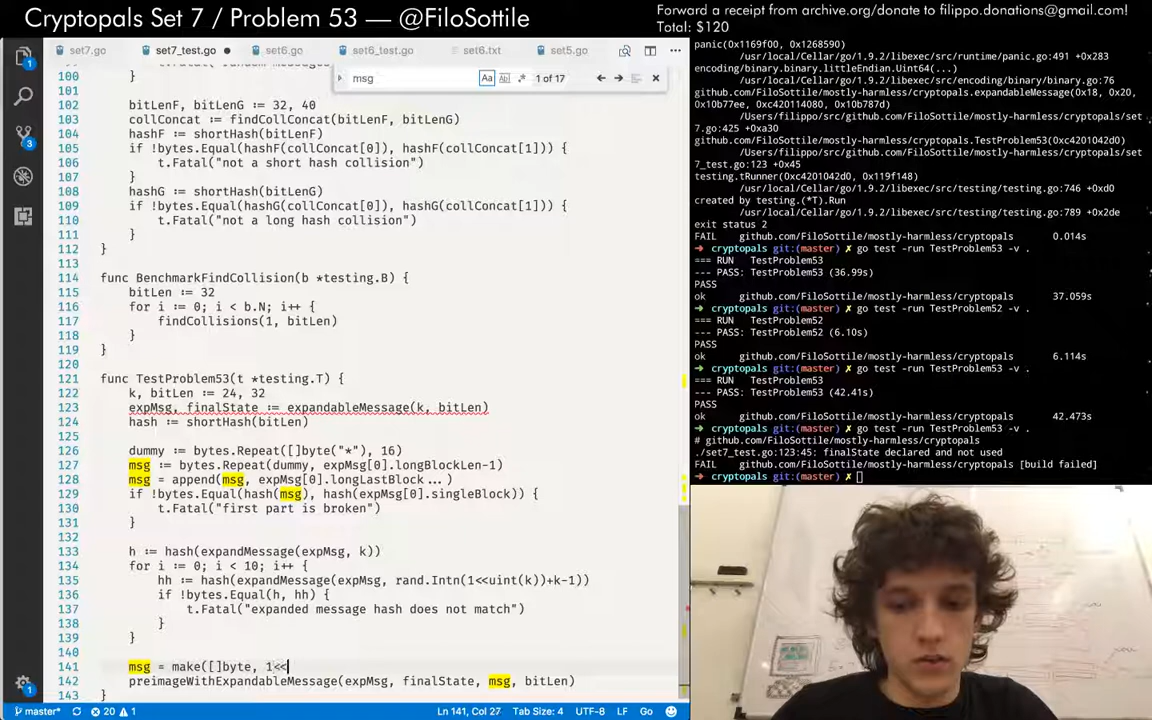 Cryptopals Set 7 / Problem 53 — @FiloSottile
Forward a receipt from archive.org/donate to filippo.donations@gmail.com!
Total: $120
set7.go
set7_test.go
set6.go
set6_test.go
set6.txt
set5.go
msg
Aa
1 of 17
100 }
102 bitLenF, bitLenG := 32, 40
103 collConcat := findCollConcat(bitLenF, bitLenG)
104 hashF := shortHash(bitLenF)
105 if !bytes.Equal(hashF(collConcat[0]), hashF(collConcat[1])) {
106 t.Fatal("not a short hash collision")
107 }
108 hashG := shortHash(bitLenG)
109 if !bytes.Equal(hashG(collConcat[0]), hashG(collConcat[1])) {
110 t.Fatal("not a long hash collision")
111 }
112 }
113
114 func BenchmarkFindCollision(b *testing.B) {
115 bitLen := 32
116 for i := 0; i < b.N; i++ {
117 findCollisions(1, bitLen)
118 }
119 }
120
121 func TestProblem53(t *testing.T) {
122 k, bitLen := 24, 32
123 expMsg, finalState := expandableMessage(k, bitLen)
124 hash := shortHash(bitLen)
125
126 dummy := bytes.Repeat([]byte("*"), 16)
127 msg := bytes.Repeat(dummy, expMsg[0].longBlockLen-1)
128 msg = append(msg, expMsg[0].longLastBlock...)
129 if !bytes.Equal(hash(msg), hash(expMsg[0].singleBlock)) {
130 t.Fatal("first part is broken")
131 }
132
133 h := hash(expandMessage(expMsg, k))
134 for i := 0; i < 10; i++ {
135 hh := hash(expandMessage(expMsg, rand.Intn(1<<uint(k))+k-1))
136 if !bytes.Equal(h, hh) {
137 t.Fatal("expanded message hash does not match")
138 }
139 }
140
141 msg = make([]byte, 1<<
142 preimageWithExpandableMessage(expMsg, finalState, msg, bitLen)
143 }
master* 20 1 Ln 141, Col 27 Tab Size: 4 UTF-8 LF Go
panic(0x1169f00, 0x1268590)
/usr/local/Cellar/go/1.9.2/libexec/src/runtime/panic.go:491 +0x283
encoding/binary.binary.littleEndian.Uint64(...)
/usr/local/Cellar/go/1.9.2/libexec/src/encoding/binary/binary.go:76
github.com/FiloSottile/mostly-harmless/cryptopals.expandableMessage(0x18, 0x20,
0x10b77ee, 0xc420114080, 0x10b787d)
/Users/filippo/src/github.com/FiloSottile/mostly-harmless/cryptopals/set
7.go:425 +0xa30
github.com/FiloSottile/mostly-harmless/cryptopals.TestProblem53(0xc4201042d0)
/Users/filippo/src/github.com/FiloSottile/mostly-harmless/cryptopals/set
7_test.go:123 +0x45
testing.tRunner(0xc4201042d0, 0x119f148)
/usr/local/Cellar/go/1.9.2/libexec/src/testing/testing.go:746 +0xd0
created by testing.(*T).Run
/usr/local/Cellar/go/1.9.2/libexec/src/testing/testing.go:789 +0x2de
exit status 2
FAIL github.com/FiloSottile/mostly-harmless/cryptopals 0.014s
→ cryptopals git:(master) ✗ go test -run TestProblem53 -v .
=== RUN TestProblem53
--- PASS: TestProblem53 (36.99s)
PASS
ok github.com/FiloSottile/mostly-harmless/cryptopals 37.059s
→ cryptopals git:(master) ✗ go test -run TestProblem52 -v .
=== RUN TestProblem52
--- PASS: TestProblem52 (6.10s)
PASS
ok github.com/FiloSottile/mostly-harmless/cryptopals 6.114s
→ cryptopals git:(master) ✗ go test -run TestProblem53 -v .
=== RUN TestProblem53
--- PASS: TestProblem53 (42.41s)
PASS
ok github.com/FiloSottile/mostly-harmless/cryptopals 42.473s
→ cryptopals git:(master) ✗ go test -run TestProblem53 -v .
# github.com/FiloSottile/mostly-harmless/cryptopals
./set7_test.go:123:45: finalState declared and not used
FAIL github.com/FiloSottile/mostly-harmless/cryptopals [build failed]
→ cryptopals git:(master) ✗